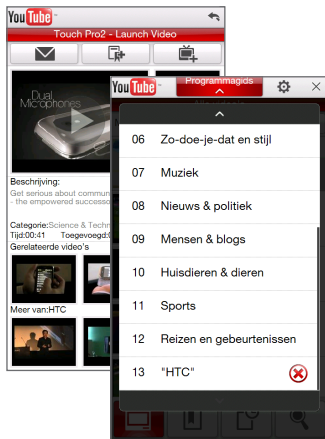 YouTube™
Touch Pro2 - Launch Video
Dual
Microphones
Beschrijving:
Get serious about commun
- the empowered successo
Categorie:Science & Techn
Tijd:00:41 Toegevoegd:
Gerelateerde video's
Meer van:HTC
YouTube™
Programmagids
06 Zo-doe-je-dat en stijl
07 Muziek
08 Nieuws & politiek
09 Mensen & blogs
10 Huisdieren & dieren
11 Sports
12 Reizen en gebeurtenissen
13 "HTC"